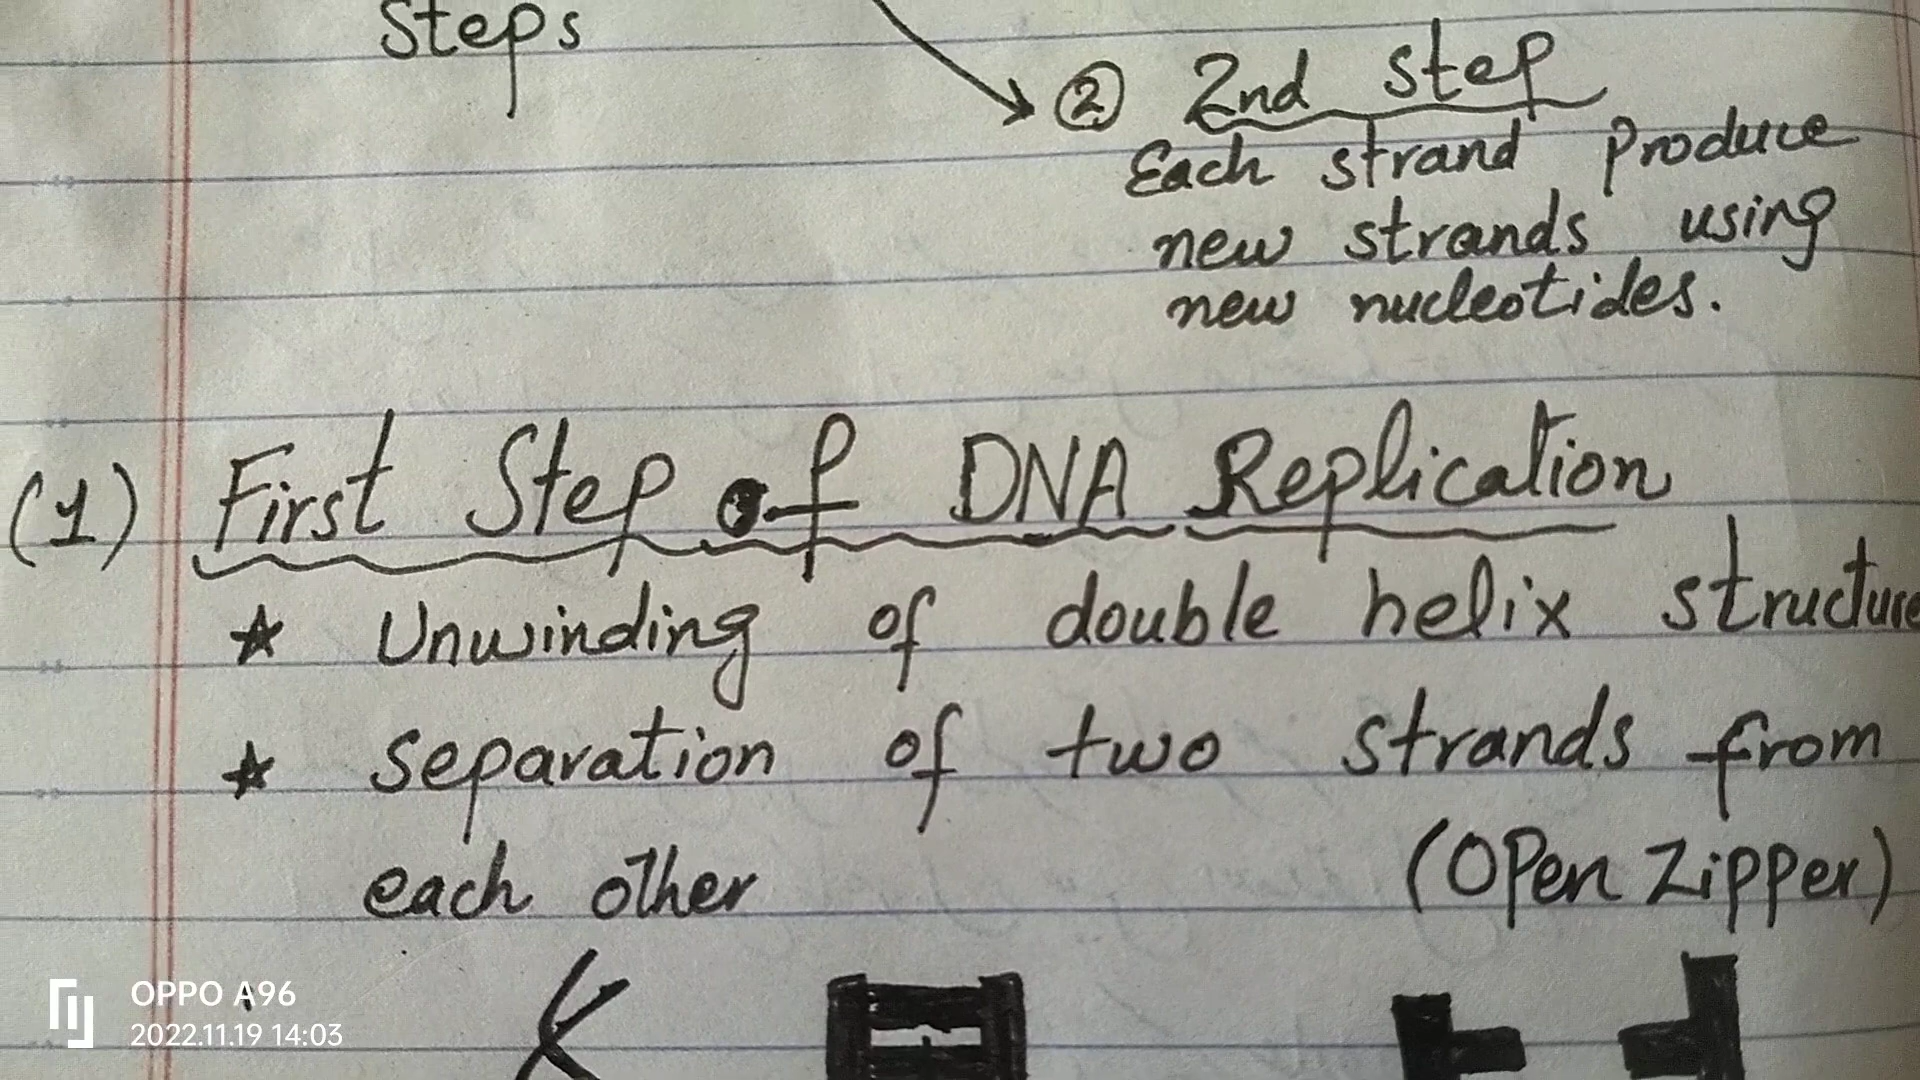 Steps
② 2nd step
Each strand produce
new strands using
new nucleotides.
(1) First Step of DNA Replication
* Unwinding of double helix structure
* separation of two strands from
each other (Open Zipper)
OPPO A96
2022.11.19 14:03